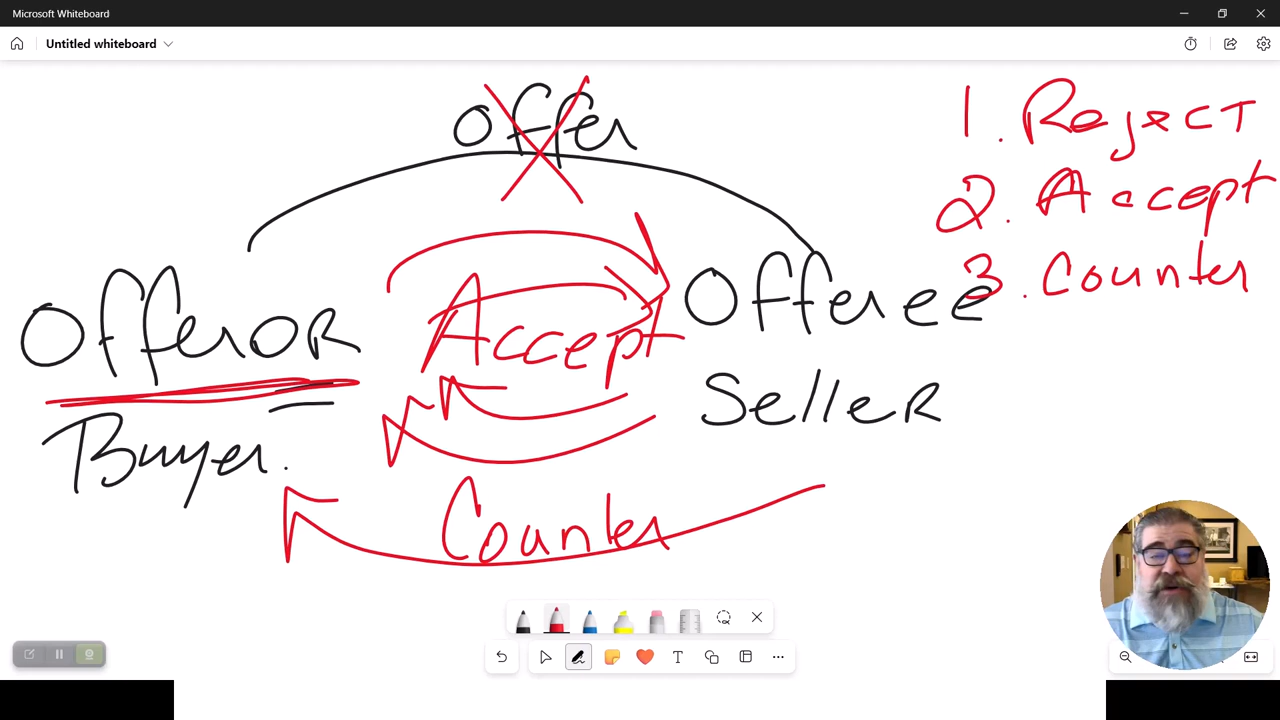 Microsoft Whiteboard
Untitled whiteboard
Offer
1. Reject
2. Accept
3. Counter
OfferOR
Accept
Offeree
Buyer.
Seller
Counter
T